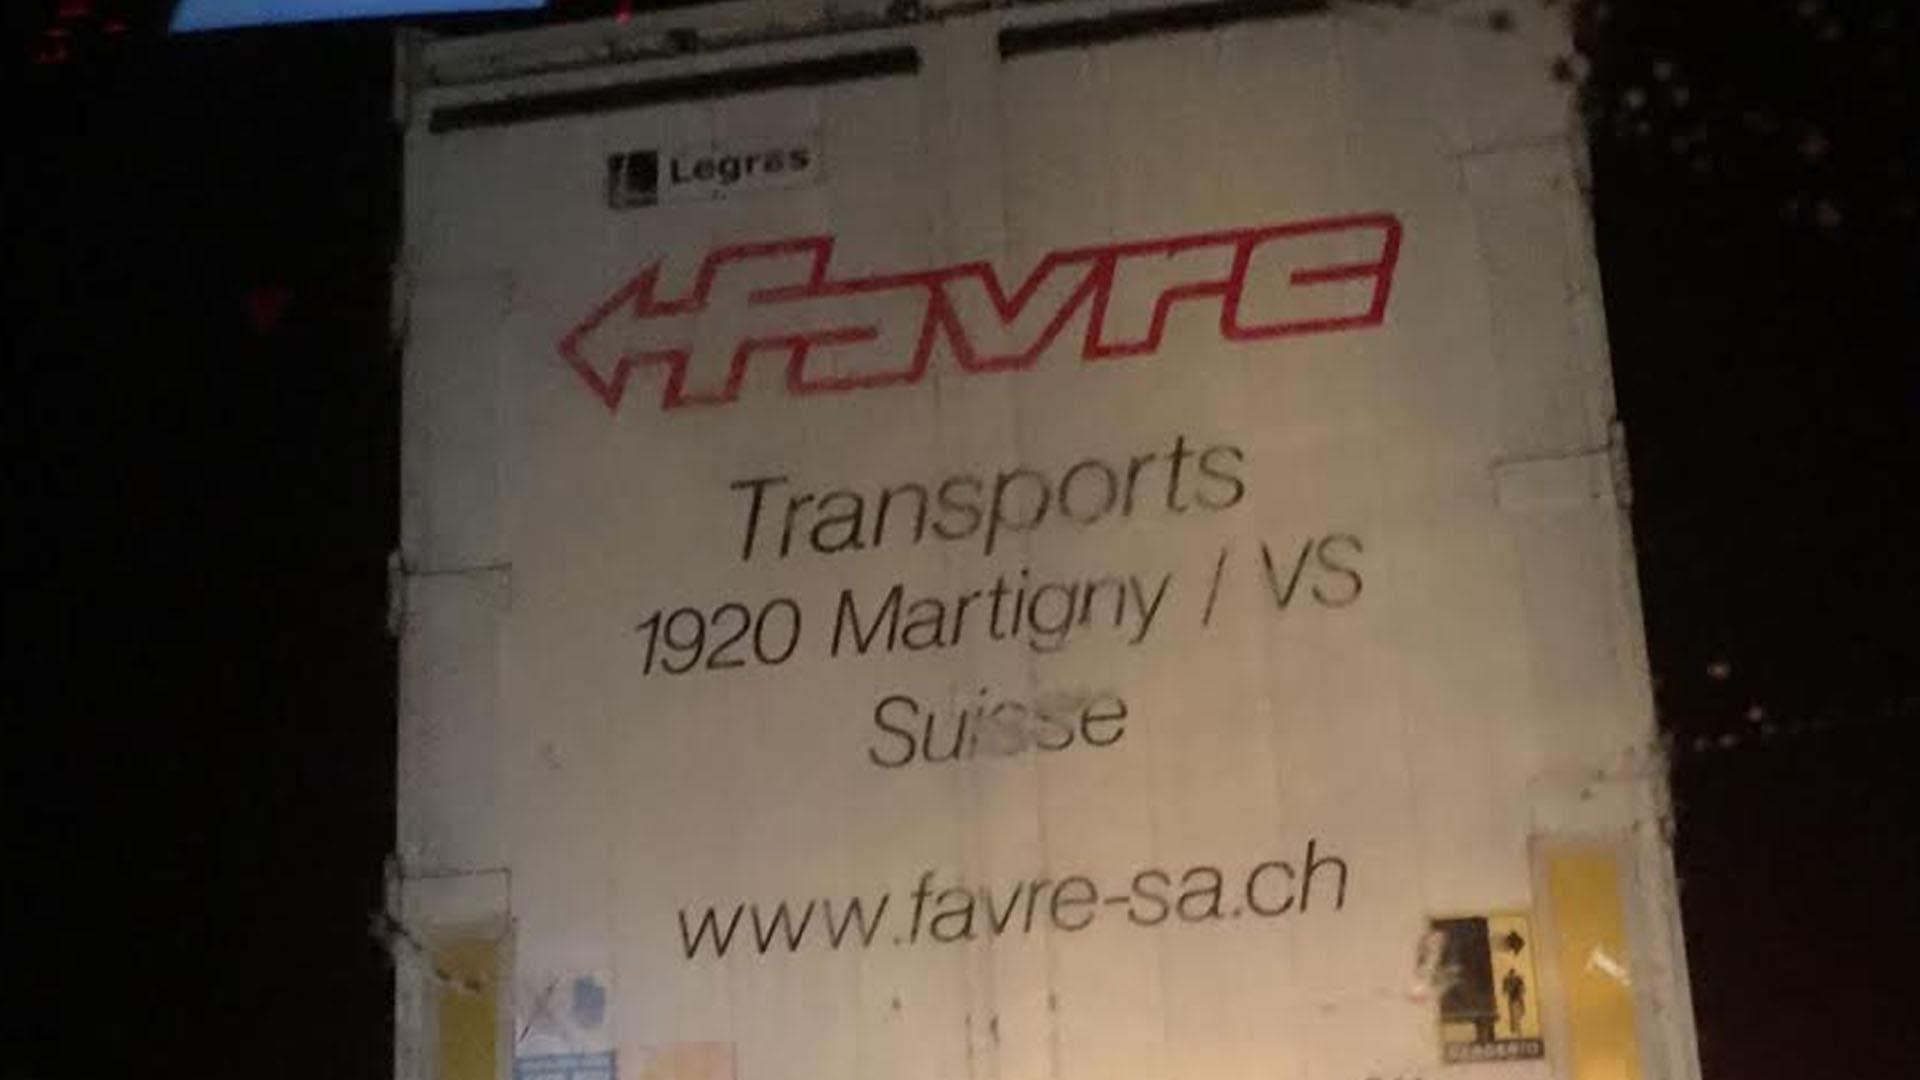 Legras
favre
Transports
1920 Martigny / VS
Suisse
www.favre-sa.ch